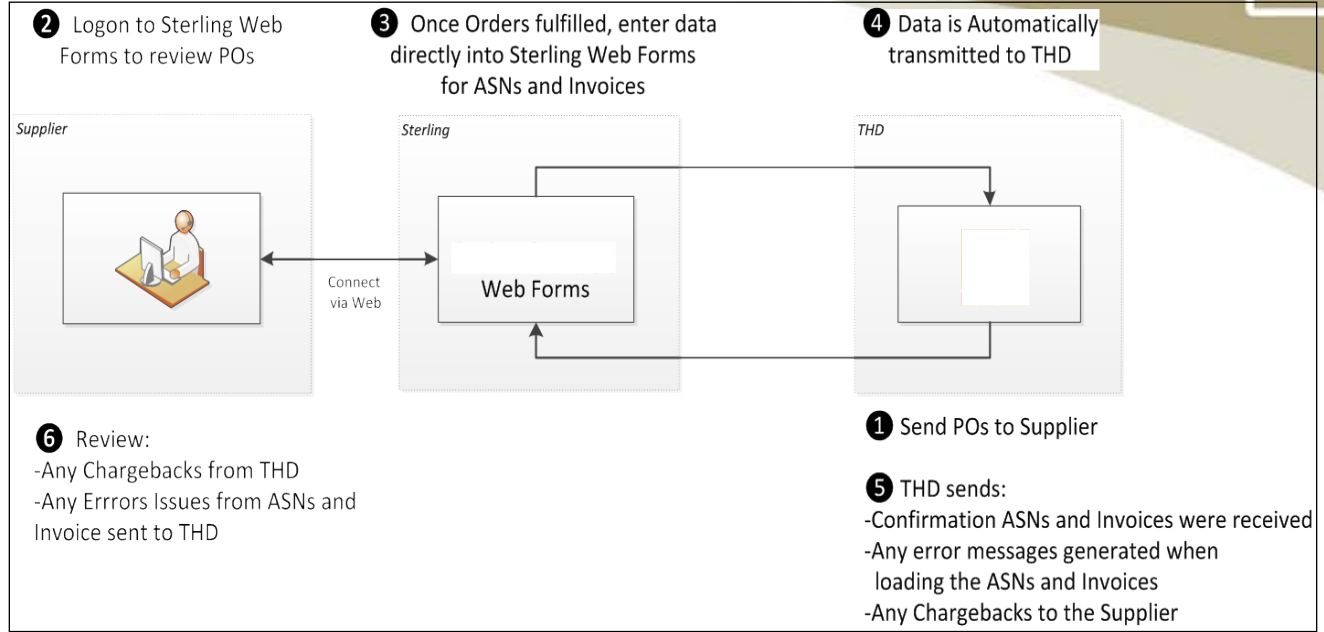 ❷ Logon to Sterling Web
Forms to review POs
❸ Once Orders fulfilled, enter data
directly into Sterling Web Forms
for ASNs and Invoices
❹ Data is Automatically
transmitted to THD
Supplier
Sterling
THD
Connect
via Web
Web Forms
❶ Send POs to Supplier
❻ Review:
-Any Chargebacks from THD
-Any Errrors Issues from ASNs and
Invoice sent to THD
❺ THD sends:
-Confirmation ASNs and Invoices were received
-Any error messages generated when
loading the ASNs and Invoices
-Any Chargebacks to the Supplier